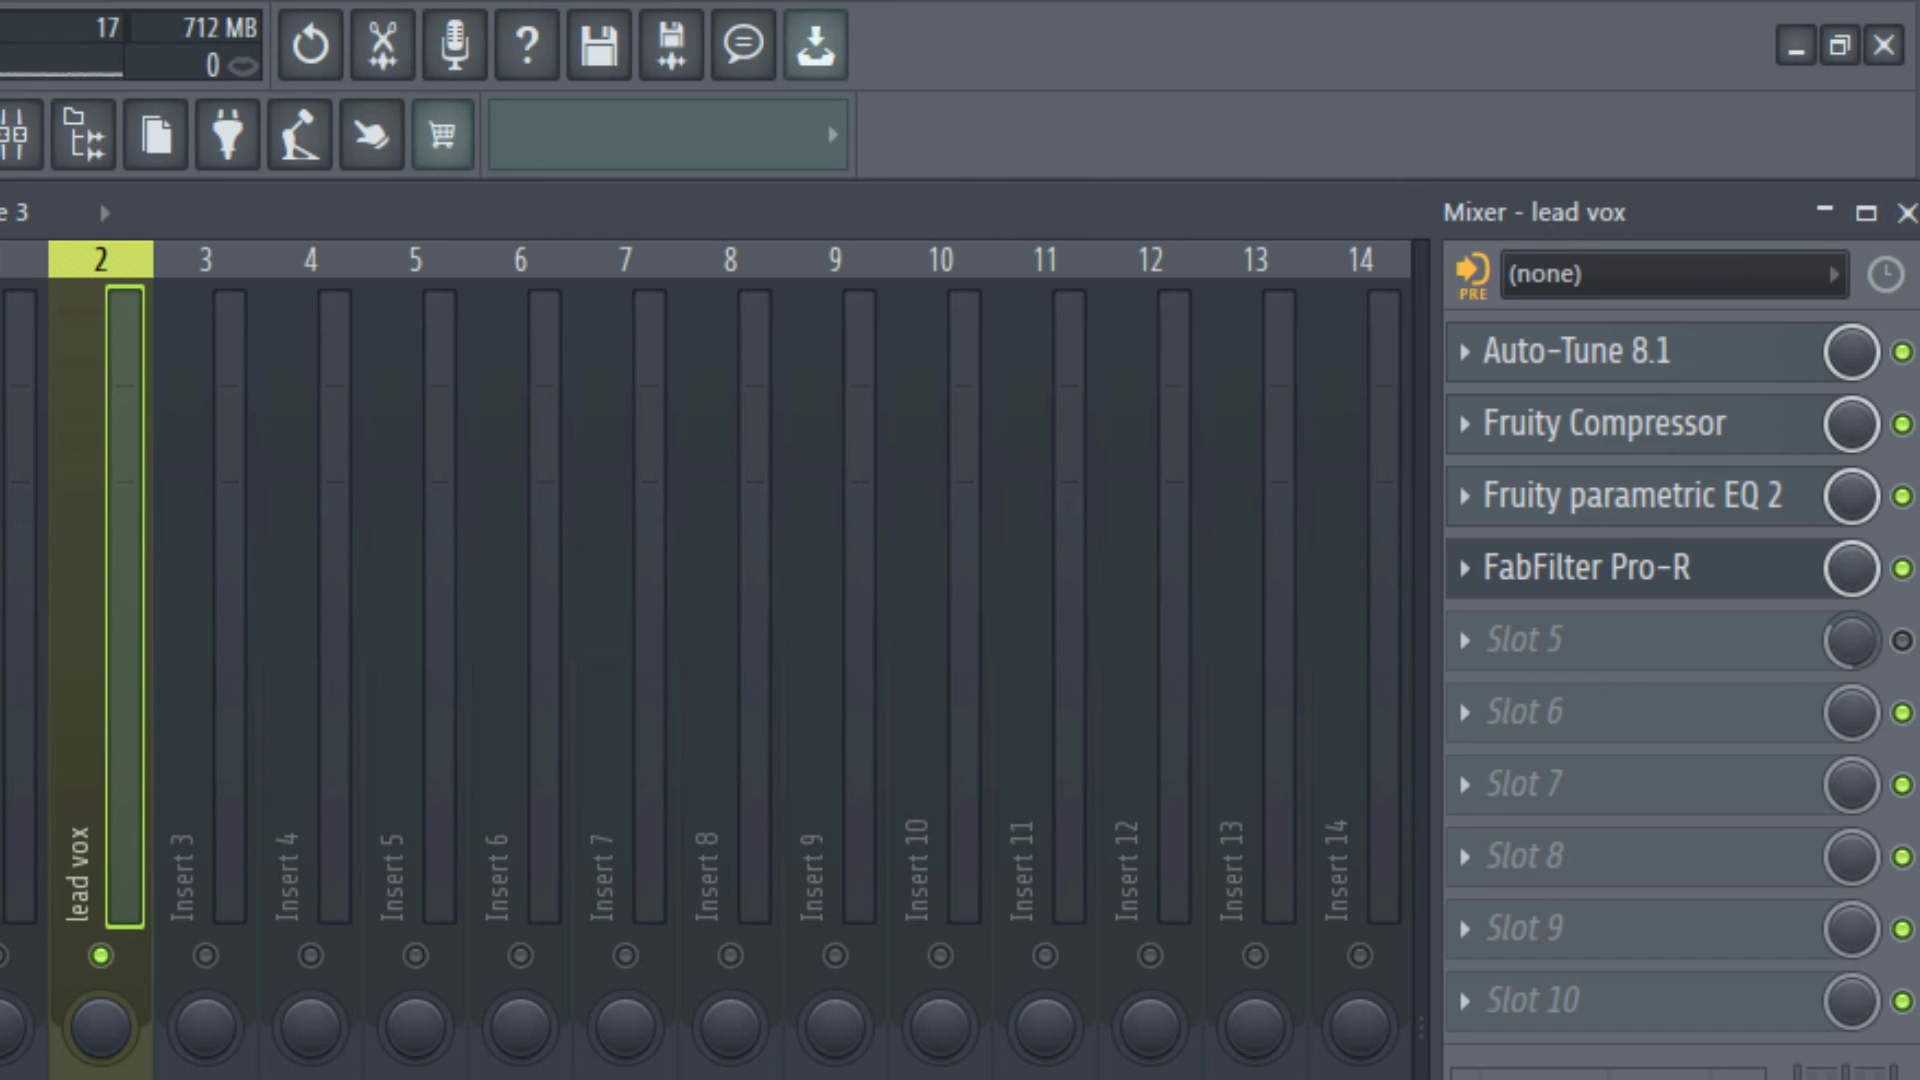 17 712 MB
0
?
e 3
Mixer - lead vox
2 3 4 5 6 7 8 9 10 11 12 13 14
PRE (none)
Auto-Tune 8.1
Fruity Compressor
Fruity parametric EQ 2
FabFilter Pro-R
Slot 5
Slot 6
Slot 7
Slot 8
Slot 9
Slot 10
lead vox
Insert 3
Insert 4
Insert 5
Insert 6
Insert 7
Insert 8
Insert 9
Insert 10
Insert 11
Insert 12
Insert 13
Insert 14